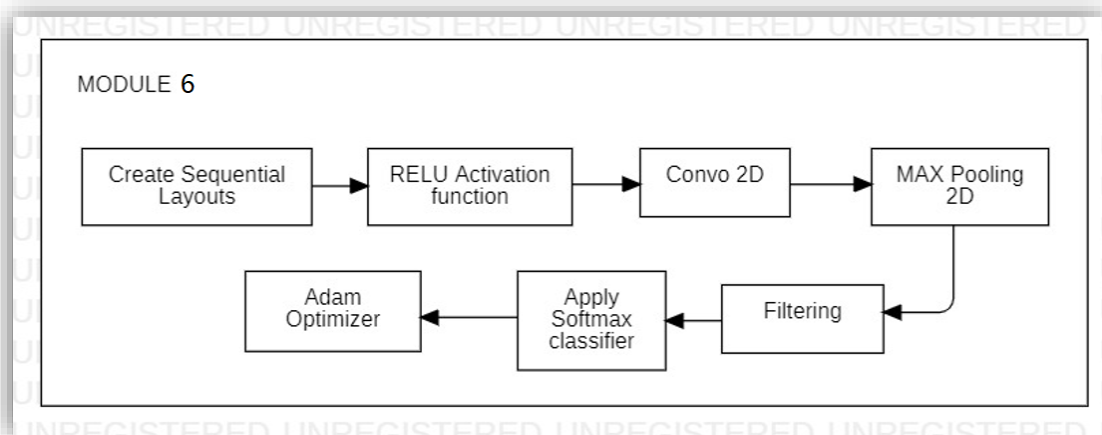 UNREGISTERED UNREGISTERED UNREGISTERED UNREGISTERED
MODULE 6
Create Sequential
Layouts
RELU Activation
function
Convo 2D
MAX Pooling
2D
Adam
Optimizer
Apply
Softmax
classifier
Filtering
UNREGISTERED UNREGISTERED UNREGISTERED UNREGISTERED